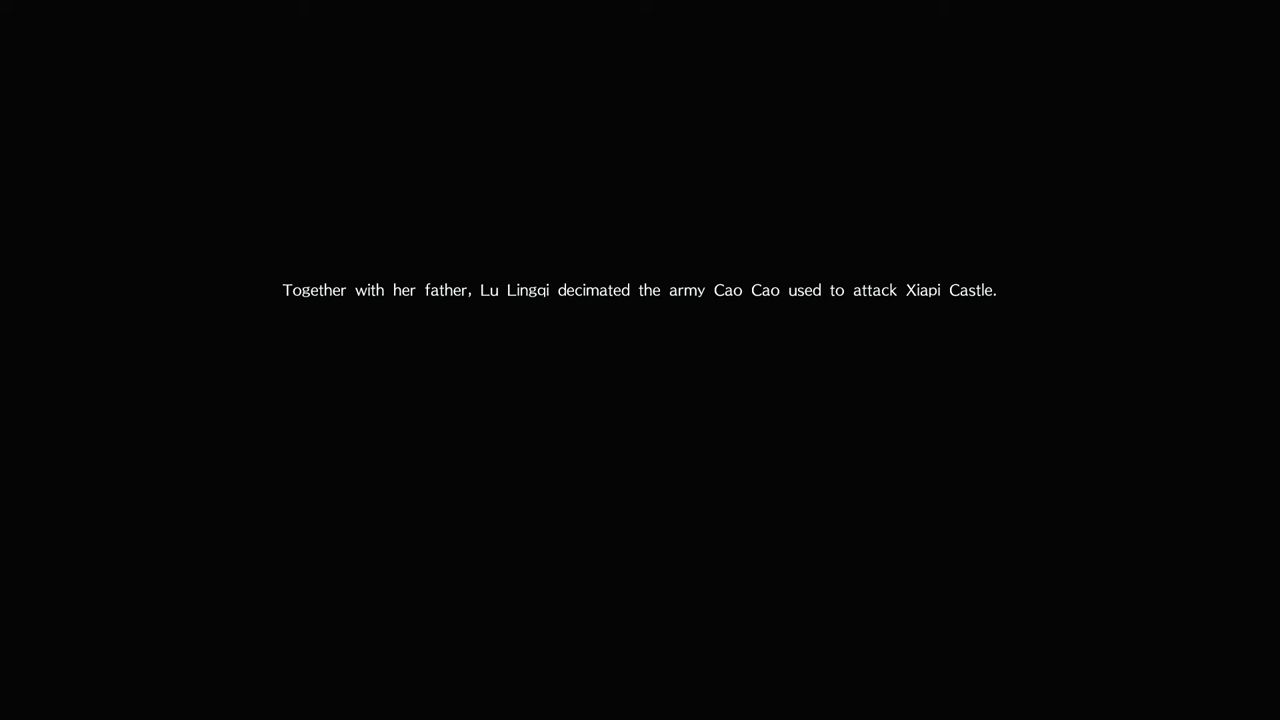 Together with her father, Lu Lingqi decimated the army Cao Cao used to attack Xiapi Castle.